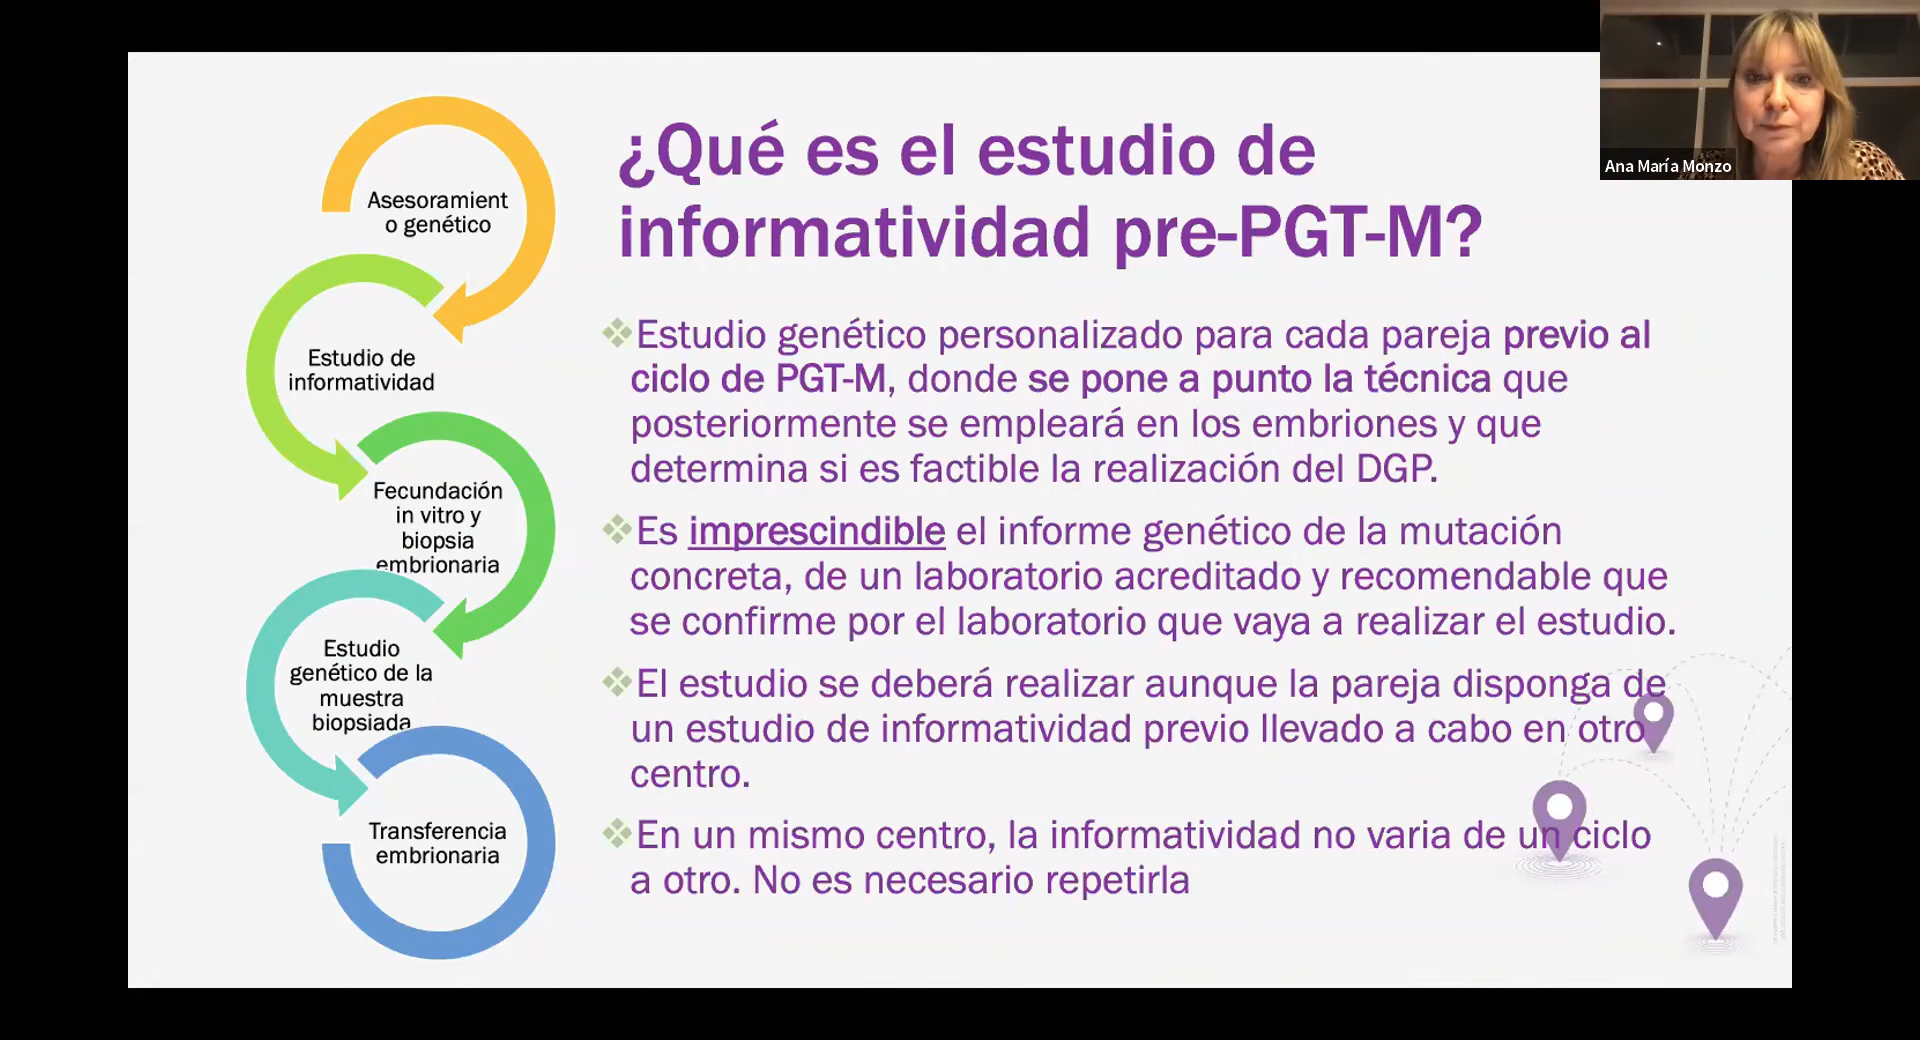 Ana María Monzo
¿Qué es el estudio de
informatividad pre-PGT-M?
Asesoramient
o genético
Estudio de
informatividad
Fecundación
in vitro y
biopsia
embrionaria
Estudio
genético de la
muestra
biopsiada
Transferencia
embrionaria
Estudio genético personalizado para cada pareja previo al
ciclo de PGT-M, donde se pone a punto la técnica que
posteriormente se empleará en los embriones y que
determina si es factible la realización del DGP.
Es imprescindible el informe genético de la mutación
concreta, de un laboratorio acreditado y recomendable que
se confirme por el laboratorio que vaya a realizar el estudio.
El estudio se deberá realizar aunque la pareja disponga de
un estudio de informatividad previo llevado a cabo en otro
centro.
En un mismo centro, la informatividad no varia de un ciclo
a otro. No es necesario repetirla